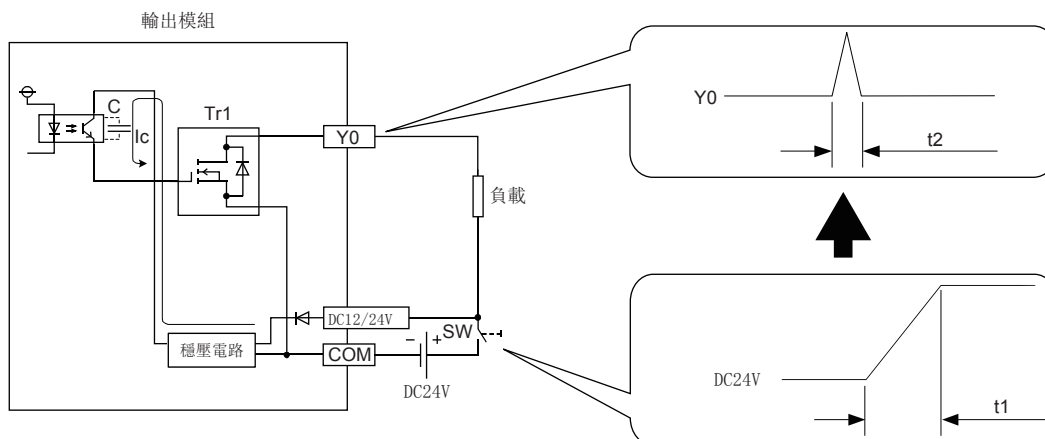 輸出模組
C
Ic
Tr1
Y0
負載
DC12/24V
SW
穩壓電路
COM
− +
DC24V
Y0
t2
DC24V
t1